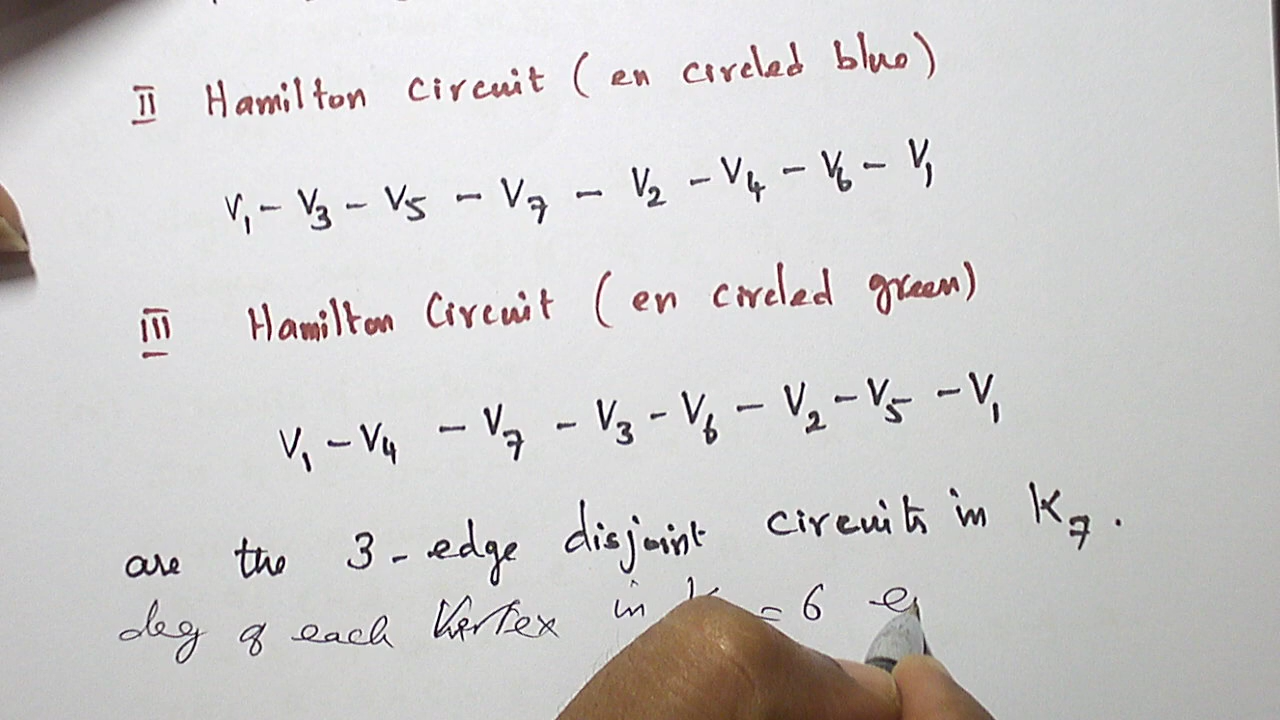 II Hamilton Circuit ( en circled blue )
V1 - V3 - V5 - V7 - V2 - V4 - V6 - V1
III Hamilton Circuit ( en circled green)
V1 - V4 - V7 - V3 - V6 - V2 - V5 - V1
are the 3 - edge disjoint circuits in K7 .
deg of each Vertex in = 6 e